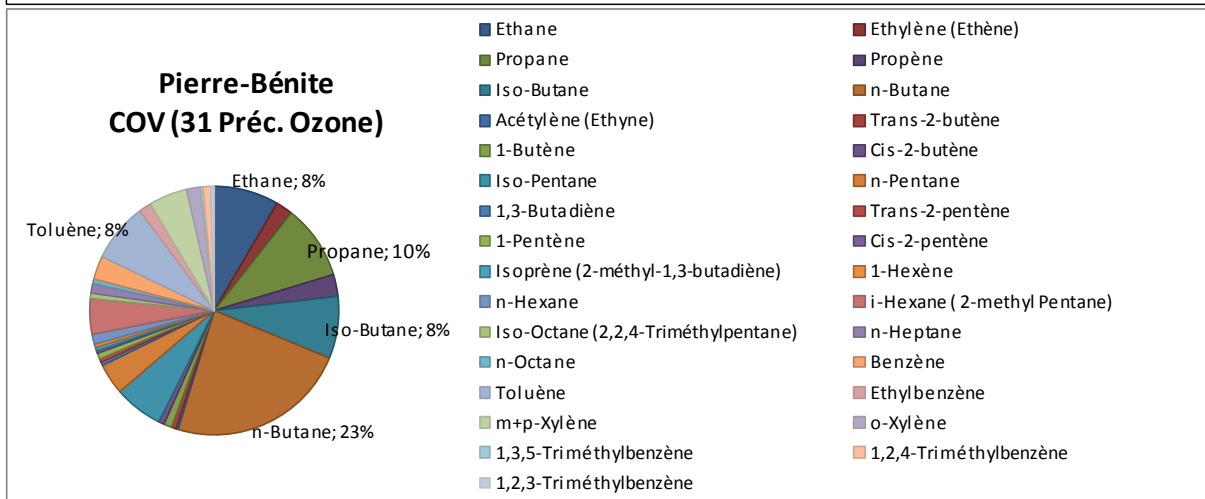 Pierre-Bénite
COV (31 Préc. Ozone)
Ethane; 8%
Toluène; 8%
Propane; 10%
Iso-Butane; 8%
n-Butane; 23%
Ethane
Ethylène (Ethène)
Propane
Propène
Iso-Butane
n-Butane
Acétylène (Ethyne)
Trans-2-butène
1-Butène
Cis-2-butène
Iso-Pentane
n-Pentane
1,3-Butadiène
Trans-2-pentène
1-Pentène
Cis-2-pentène
Isoprène (2-méthyl-1,3-butadiène)
1-Hexène
n-Hexane
i-Hexane ( 2-methyl Pentane)
Iso-Octane (2,2,4-Triméthylpentane)
n-Heptane
n-Octane
Benzène
Toluène
Ethylbenzène
m+p-Xylène
o-Xylène
1,3,5-Triméthylbenzène
1,2,4-Triméthylbenzène
1,2,3-Triméthylbenzène